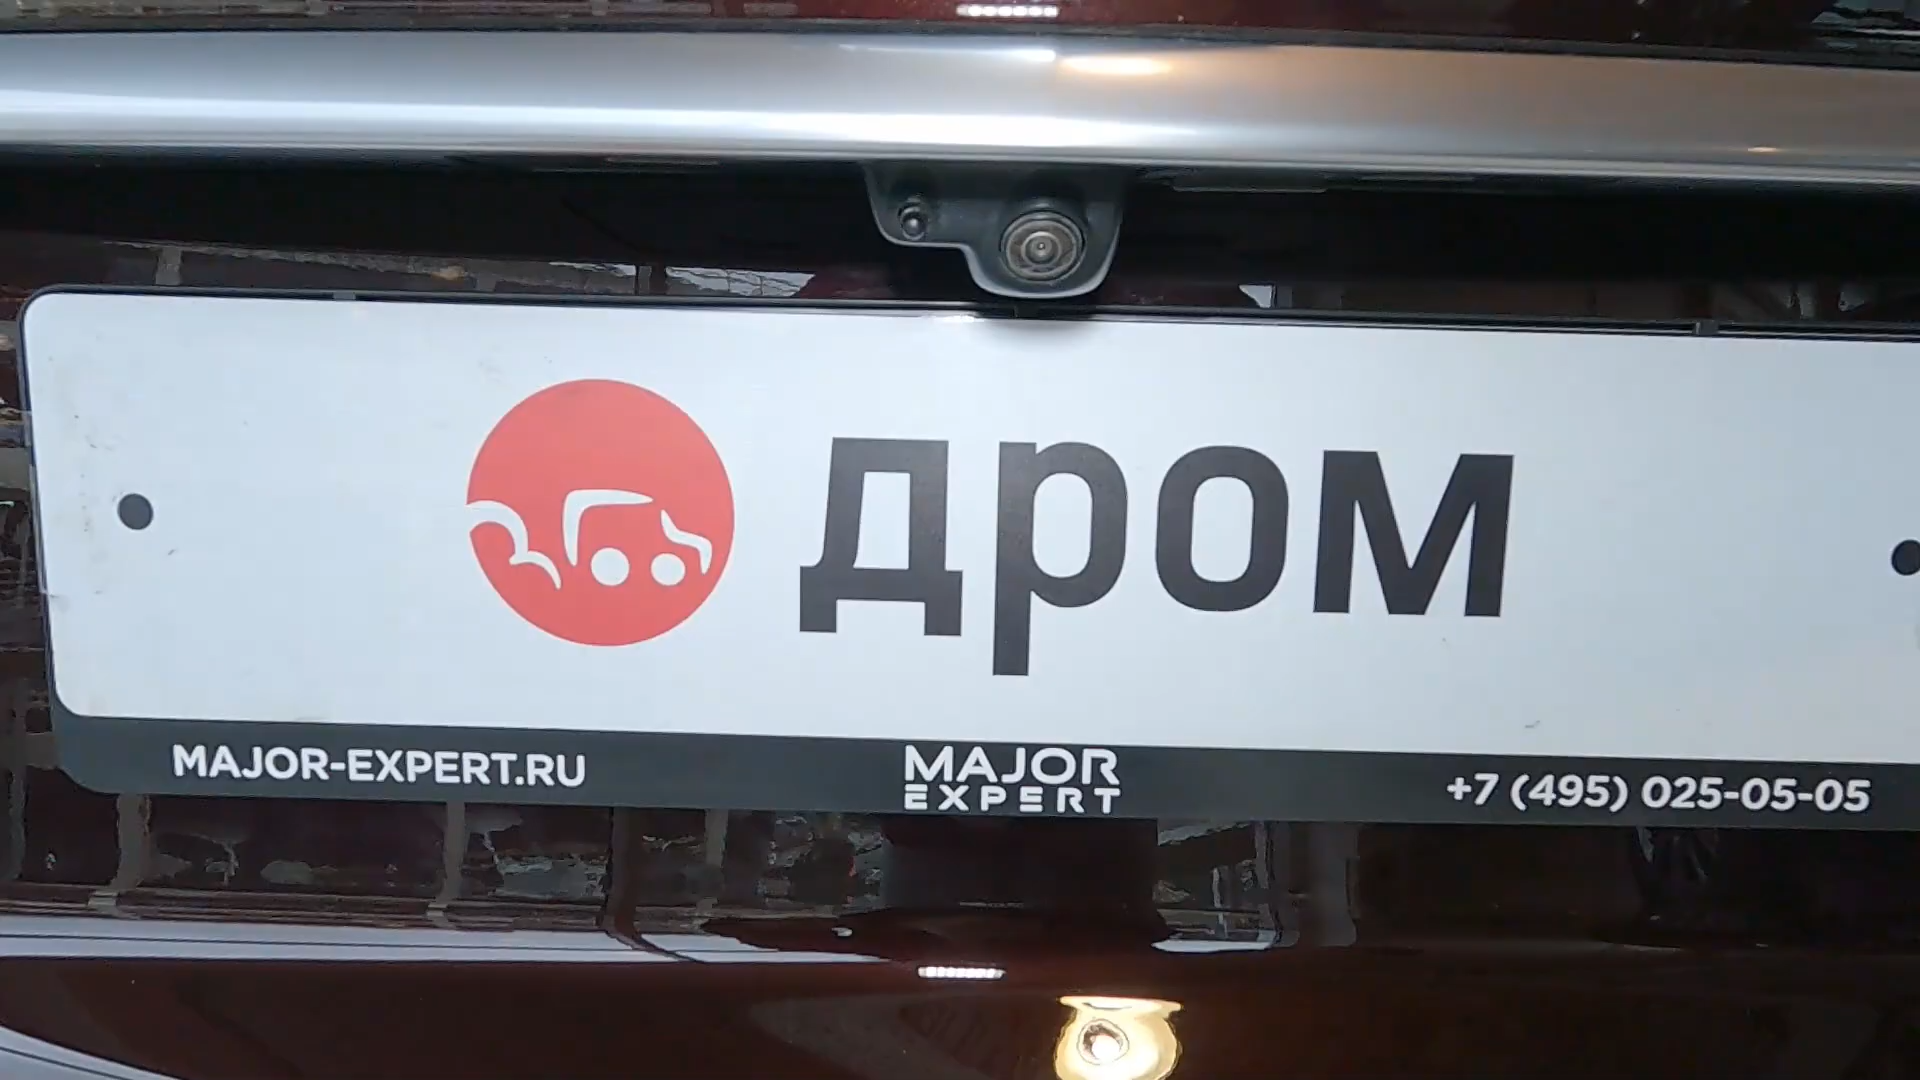 дром
MAJOR-EXPERT.RU
MAJOR
EXPERT
+7 (495) 025-05-05